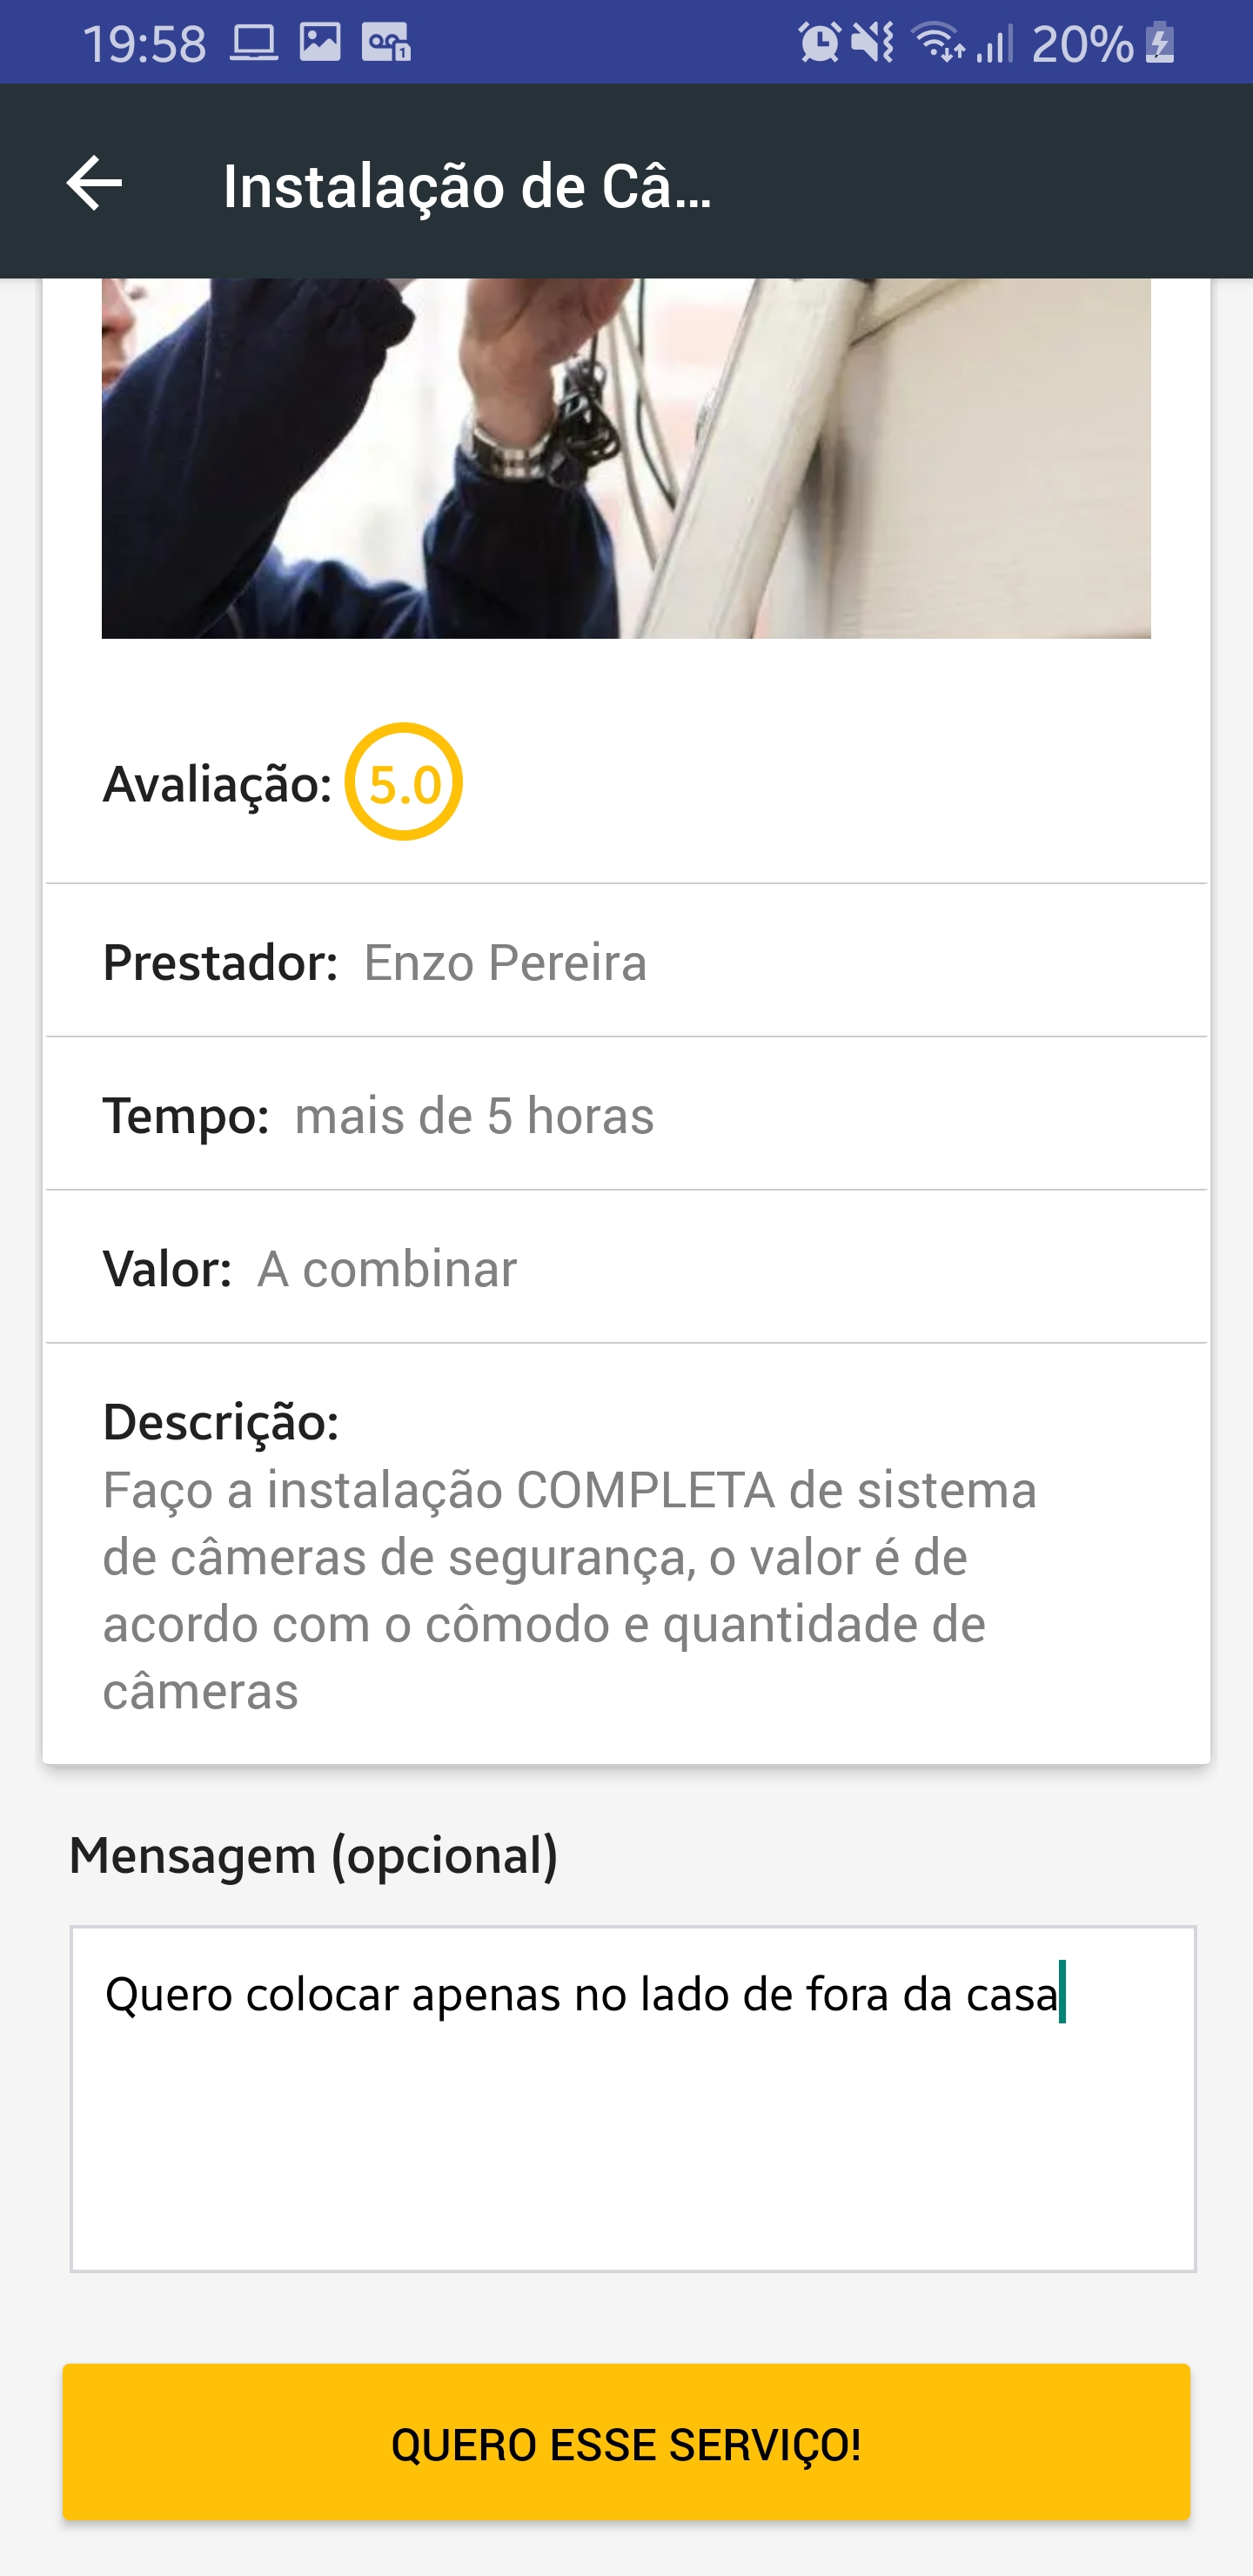 19:58
20%
Instalação de Câ...
Avaliação: 5.0
Prestador: Enzo Pereira
Tempo: mais de 5 horas
Valor: A combinar
Descrição:
Faço a instalação COMPLETA de sistema
de câmeras de segurança, o valor é de
acordo com o cômodo e quantidade de
câmeras
Mensagem (opcional)
Quero colocar apenas no lado de fora da casa
QUERO ESSE SERVIÇO!